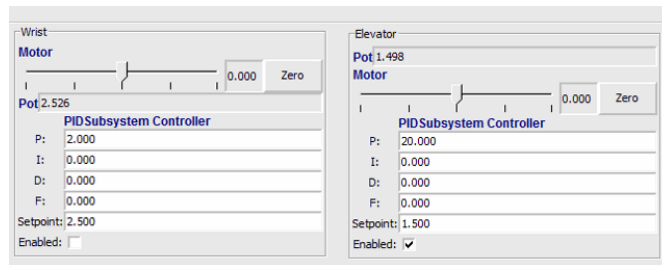 Wrist
Motor
0.000 Zero
Pot 2.526
PIDSubsystem Controller
P: 2.000
I: 0.000
D: 0.000
F: 0.000
Setpoint: 2.500
Enabled:
Elevator
Pot 1.498
Motor
0.000 Zero
PIDSubsystem Controller
P: 20.000
I: 0.000
D: 0.000
F: 0.000
Setpoint: 1.500
Enabled: